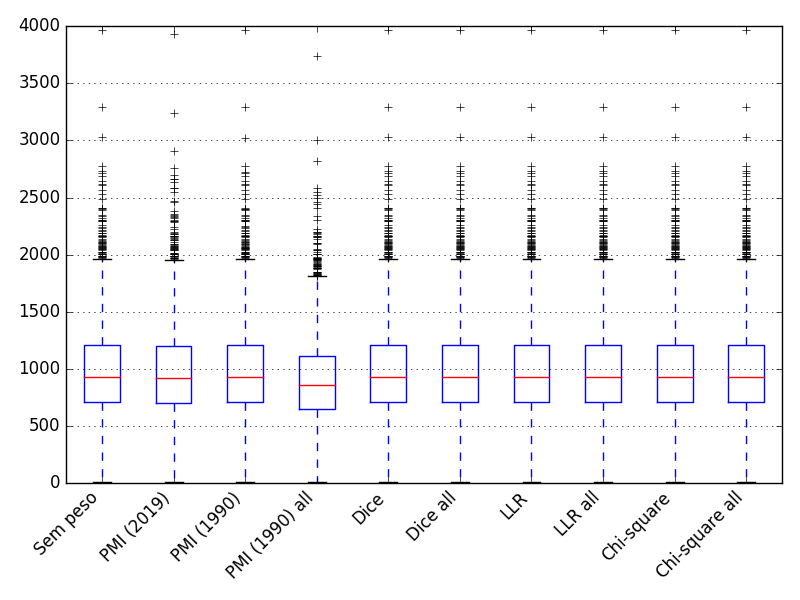 4000
3500
3000
2500
2000
1500
1000
500
0
Sem peso
PMI (2019)
PMI (1990)
PMI (1990) all
Dice
Dice all
LLR
LLR all
Chi-square
Chi-square all